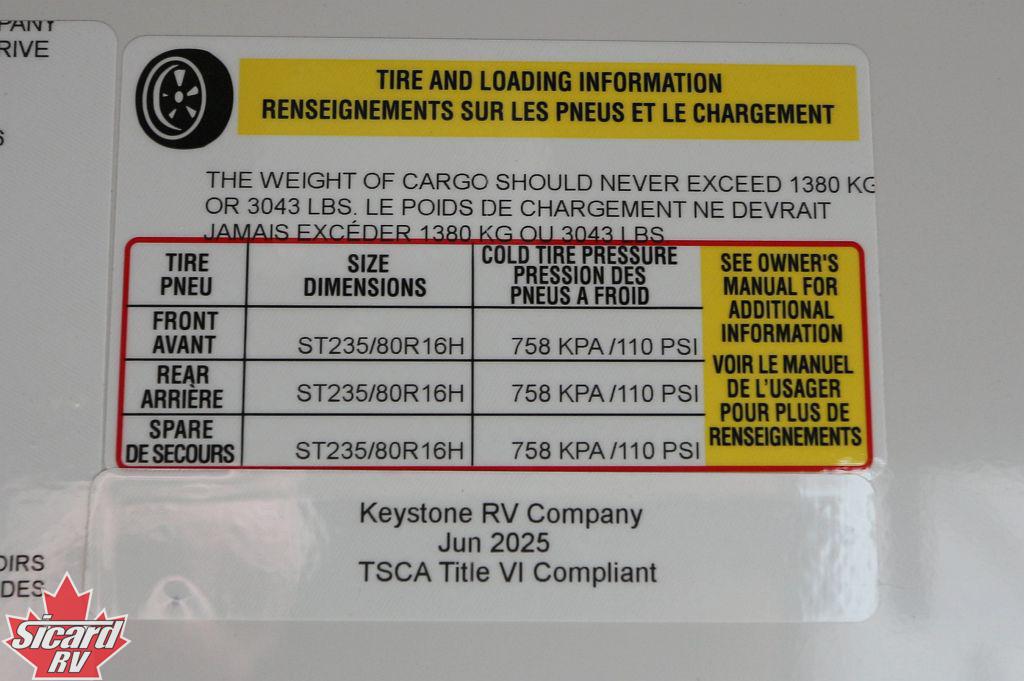 PANY
RIVE
6
TIRE AND LOADING INFORMATION
RENSEIGNEMENTS SUR LES PNEUS ET LE CHARGEMENT
THE WEIGHT OF CARGO SHOULD NEVER EXCEED 1380 KG
OR 3043 LBS. LE POIDS DE CHARGEMENT NE DEVRAIT
JAMAIS EXCÉDER 1380 KG OU 3043 LBS.
TIRE
PNEU
SIZE
DIMENSIONS
COLD TIRE PRESSURE
PRESSION DES
PNEUS A FROID
FRONT
AVANT
ST235/80R16H
758 KPA /110 PSI
REAR
ARRIÈRE
ST235/80R16H
758 KPA /110 PSI
SPARE
DE SECOURS
ST235/80R16H
758 KPA /110 PSI
SEE OWNER'S
MANUAL FOR
ADDITIONAL
INFORMATION
VOIR LE MANUEL
DE L'USAGER
POUR PLUS DE
RENSEIGNEMENTS
Keystone RV Company
Jun 2025
TSCA Title VI Compliant
OIRS
DES
Sicard
RV